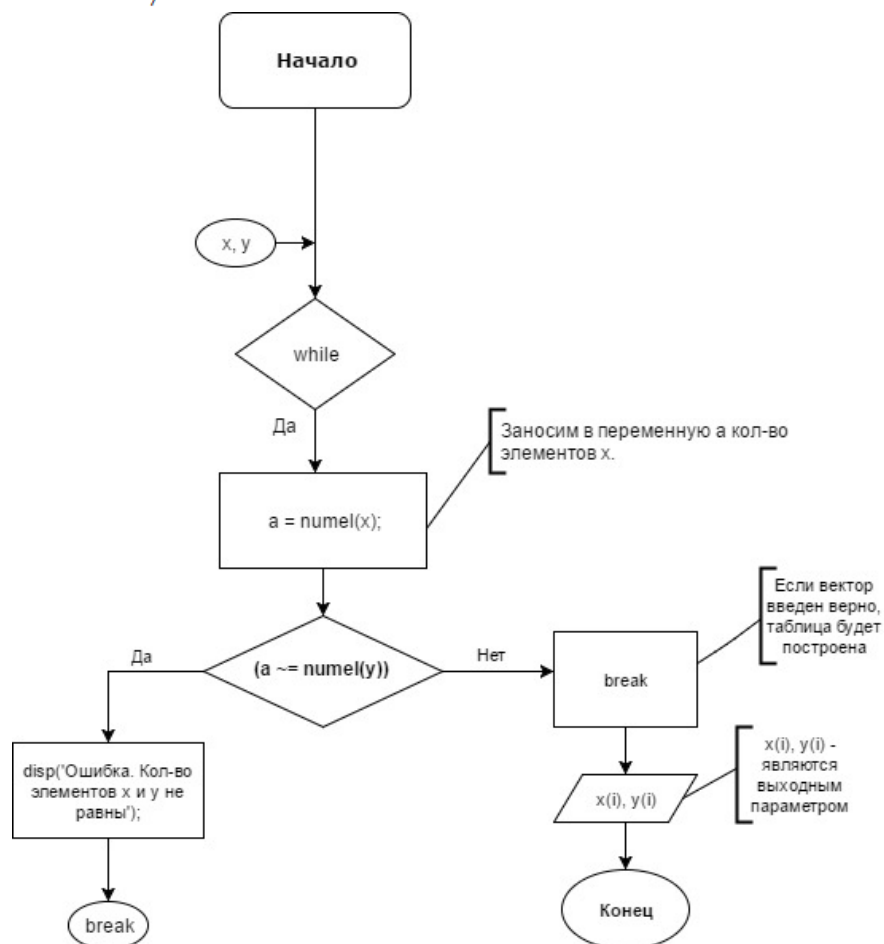 Начало
x, y
while
Да
Заносим в переменную а кол-во
элементов x.
a = numel(x);
Если вектор
введен верно,
таблица будет
построена
(a ~= numel(y))
Да
Нет
break
disp('Ошибка. Кол-во
элементов x и y не
равны');
x(i), y(i) -
являются
выходным
параметром
x(i), y(i)
break
Конец